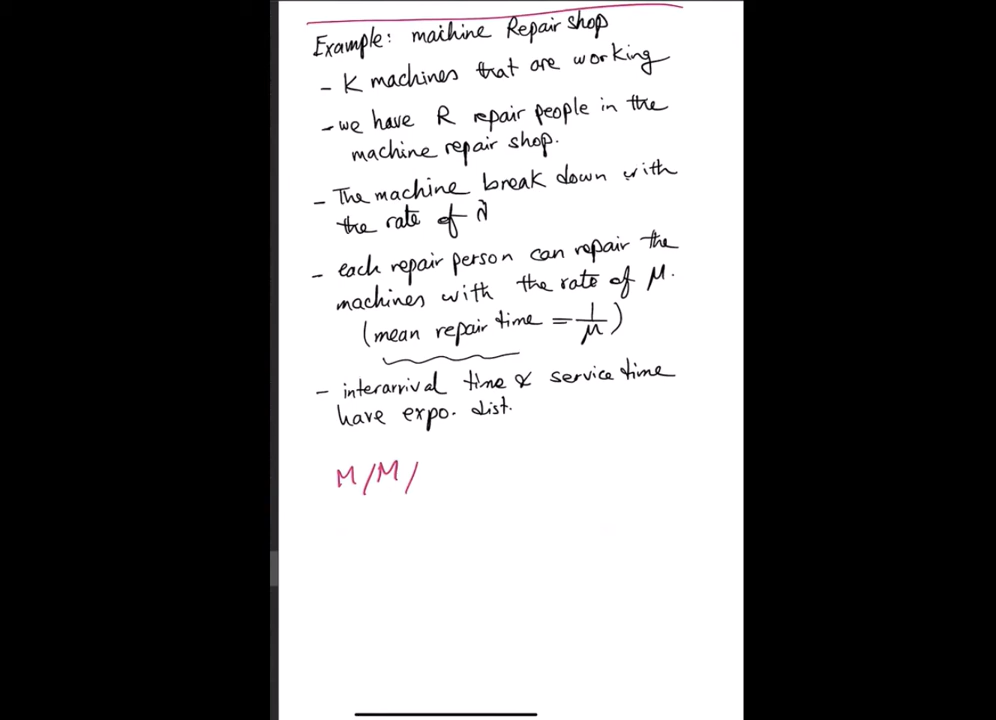 Example: machine Repair shop
- K machines that are working
- we have R repair people in the
machine repair shop.
- The machine break down with
the rate of λ
- each repair person can repair the
machines with the rate of μ.
(mean repair time = 1/μ)
- interarrival time & service time
have expo. dist.
M/M/